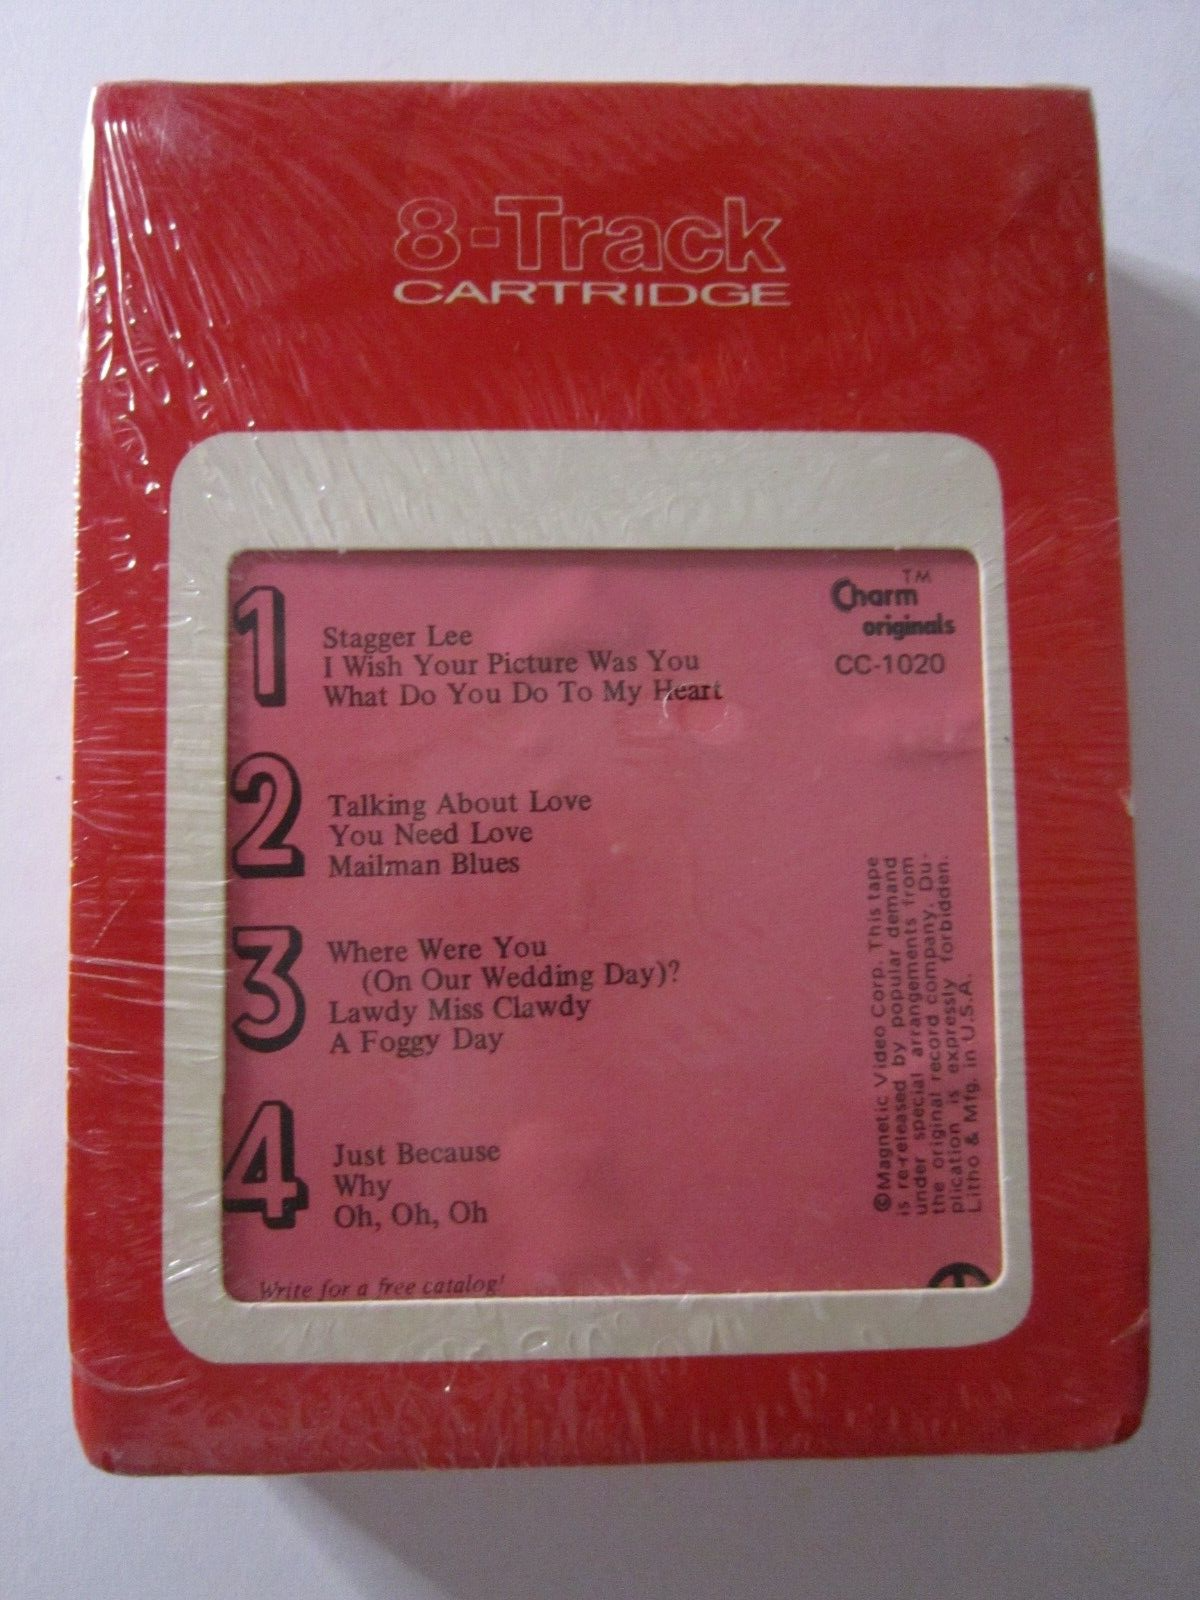 8-Track
CARTRIDGE
1
Stagger Lee
I Wish Your Picture Was You
What Do You Do To My Heart
Charm™
originals
CC-1020
2
Talking About Love
You Need Love
Mailman Blues
3
Where Were You
(On Our Wedding Day)?
Lawdy Miss Clawdy
A Foggy Day
4
Just Because
Why
Oh, Oh, Oh
©Magnetic Video Corp. This tape
is re-released by popular demand
under special arrangements from
the original record company. Du-
plication is expressly forbidden.
Litho & Mfg. in U.S.A.
Write for a free catalog!